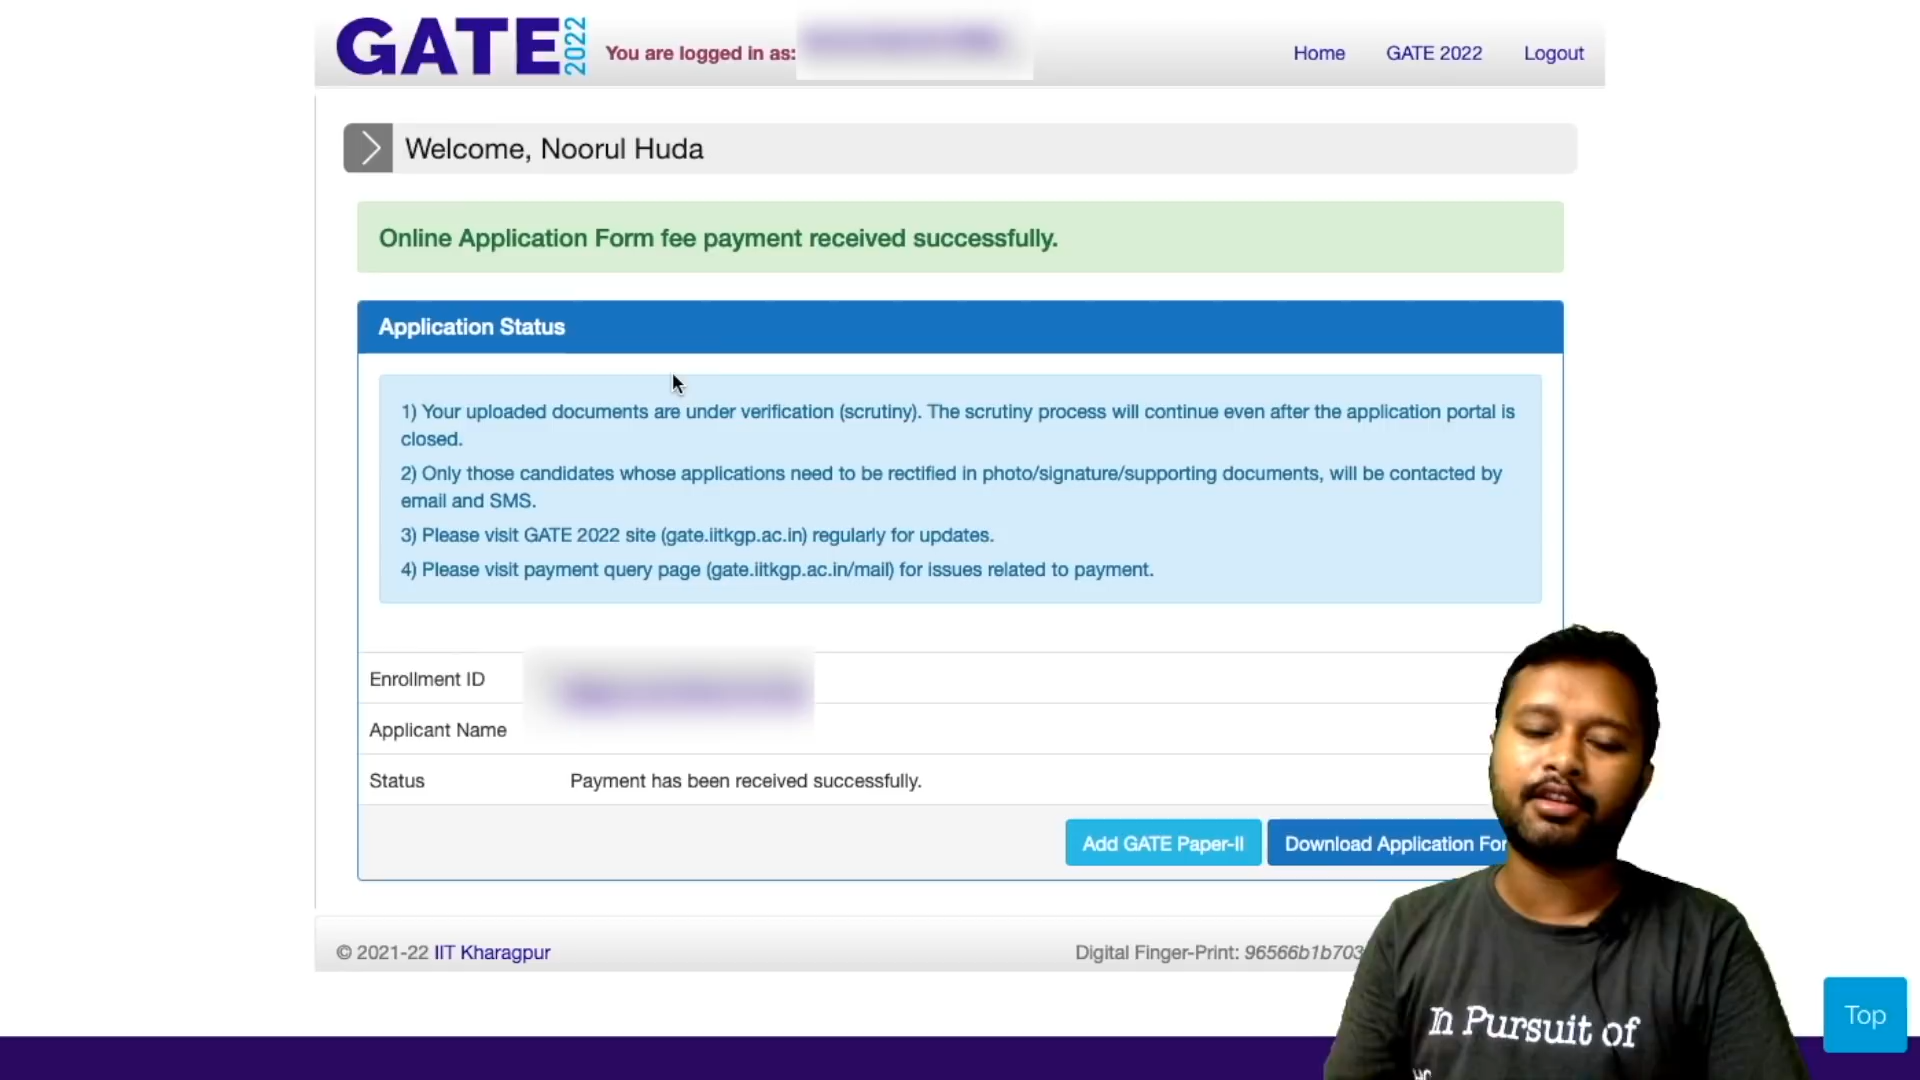 GATE 2022
You are logged in as:
Home GATE 2022 Logout
Welcome, Noorul Huda
Online Application Form fee payment received successfully.
Application Status
1) Your uploaded documents are under verification (scrutiny). The scrutiny process will continue even after the application portal is
closed.
2) Only those candidates whose applications need to be rectified in photo/signature/supporting documents, will be contacted by
email and SMS.
3) Please visit GATE 2022 site (gate.iitkgp.ac.in) regularly for updates.
4) Please visit payment query page (gate.iitkgp.ac.in/mail) for issues related to payment.
Enrollment ID
Applicant Name
Status Payment has been received successfully.
Add GATE Paper-II Download Application For
© 2021-22 IIT Kharagpur Digital Finger-Print: 96566b1b703
In Pursuit of
Top